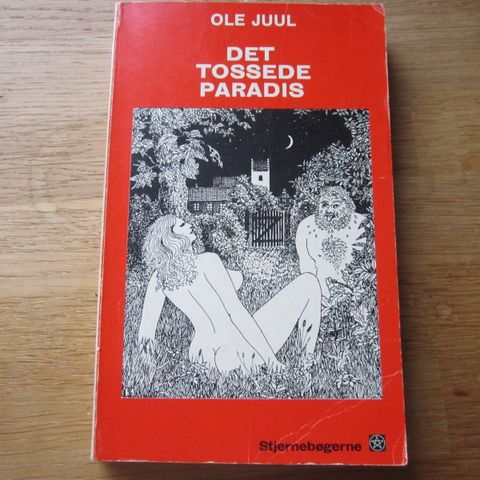 OLE JUUL
DET
TOSSEDE
PARADIS
Stjernebøgerne